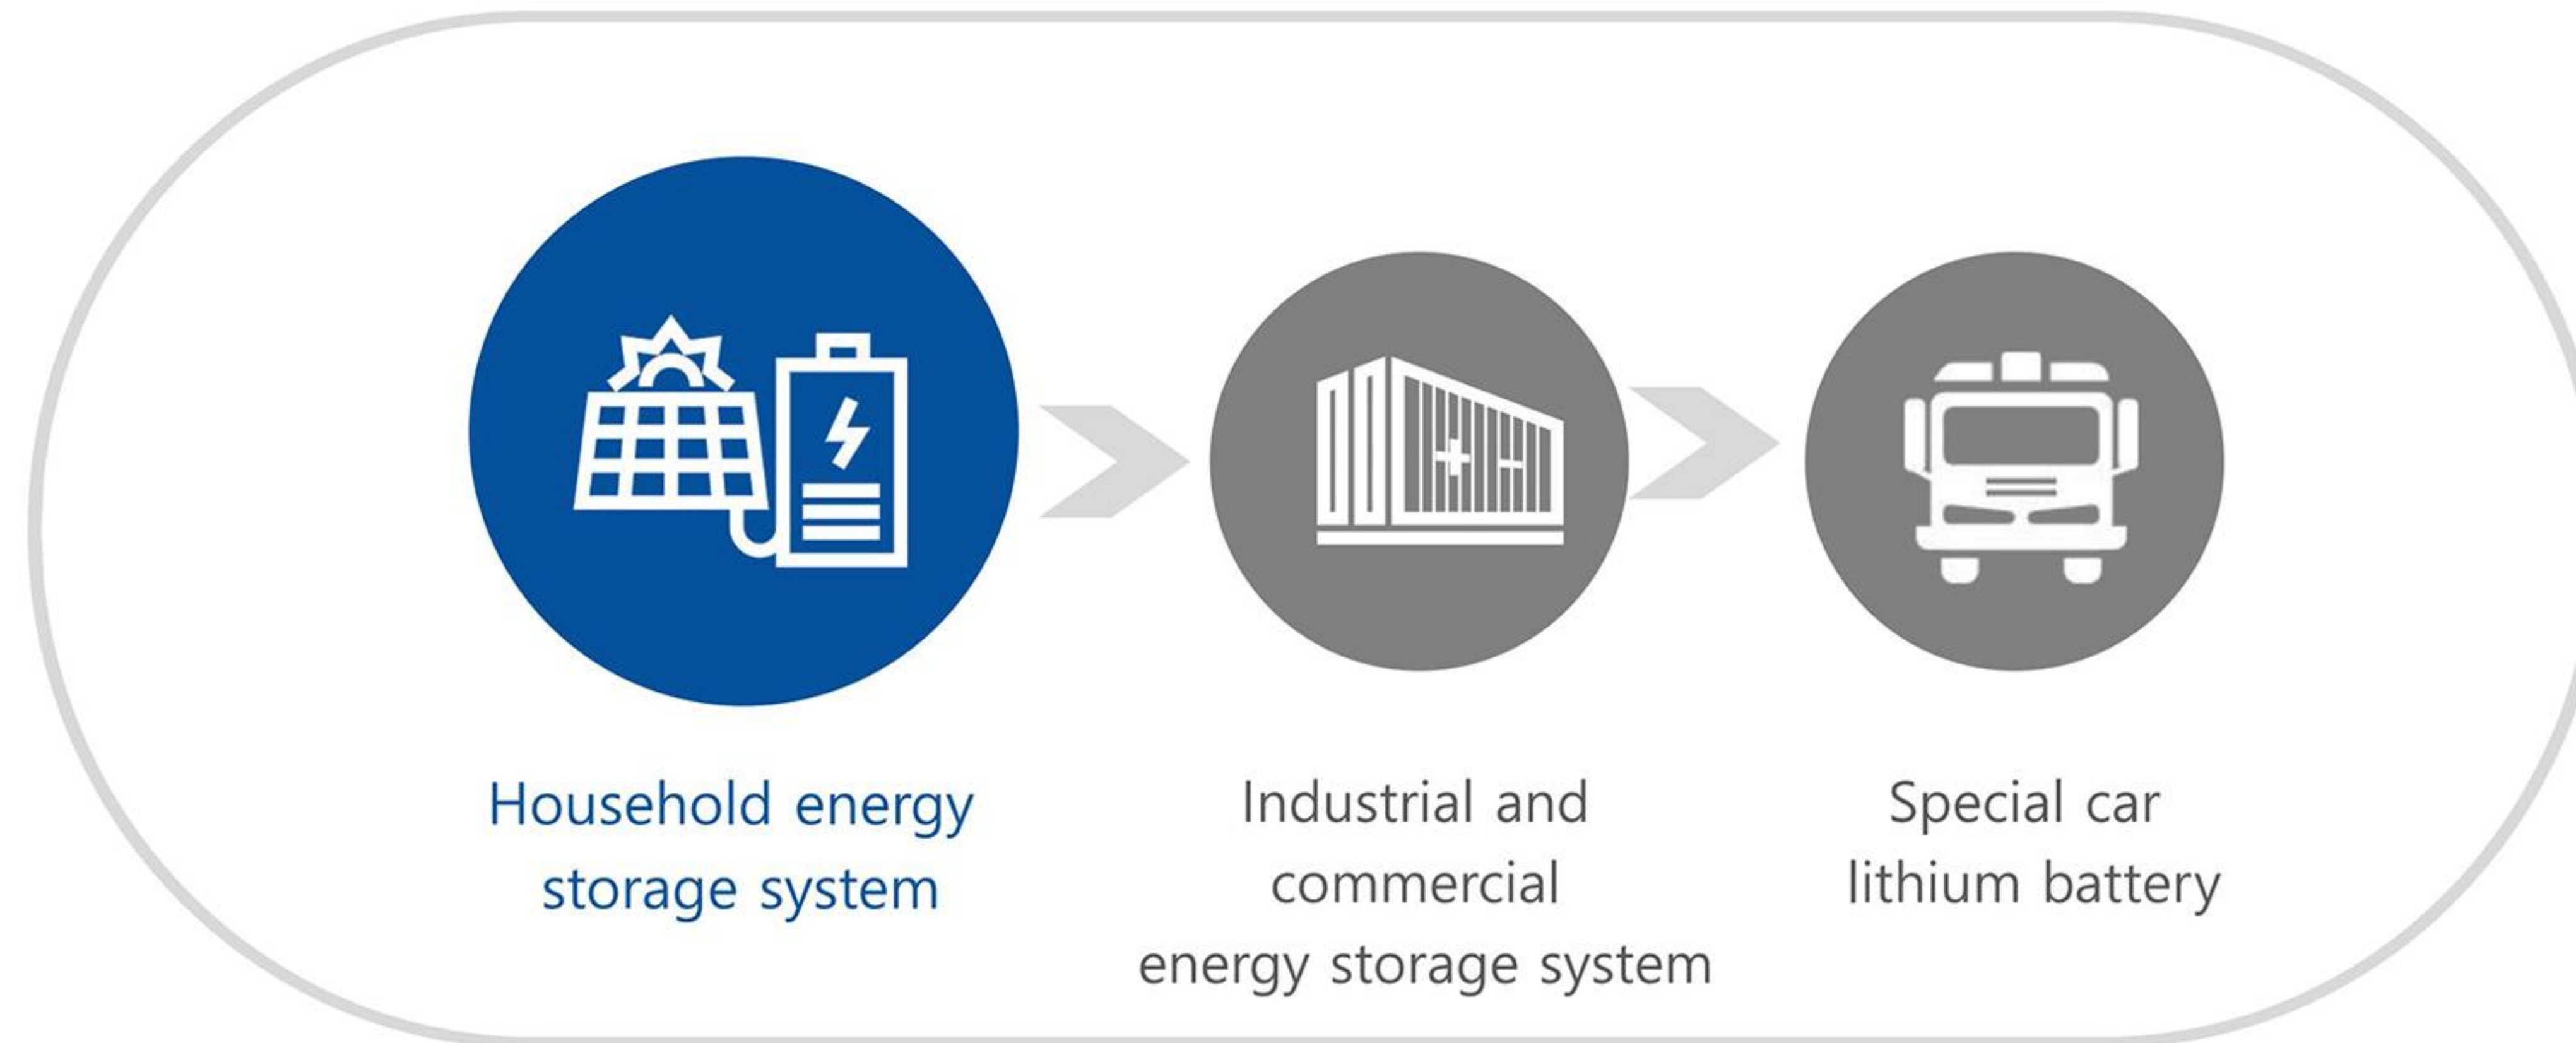 Household energy
storage system
Industrial and
commercial
energy storage system
Special car
lithium battery